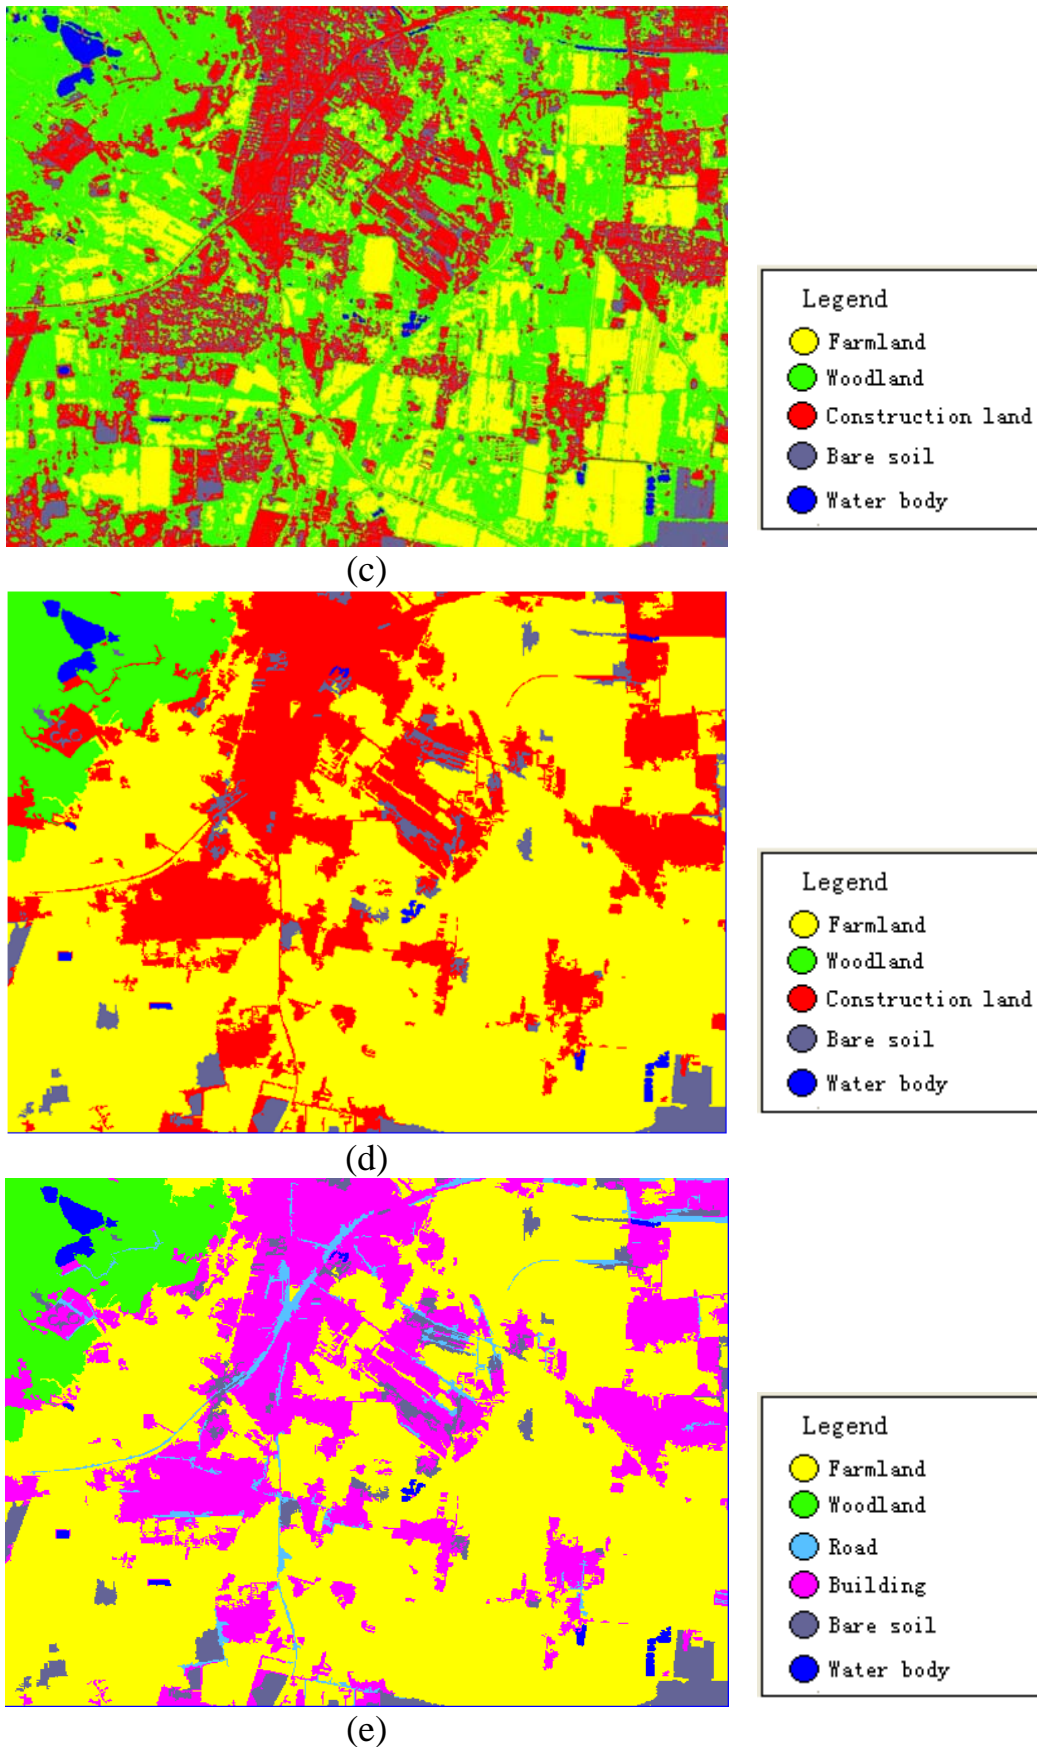 Legend
Farmland
Woodland
Construction land
Bare soil
Water body
(c)
Legend
Farmland
Woodland
Construction land
Bare soil
Water body
(d)
Legend
Farmland
Woodland
Road
Building
Bare soil
Water body
(e)